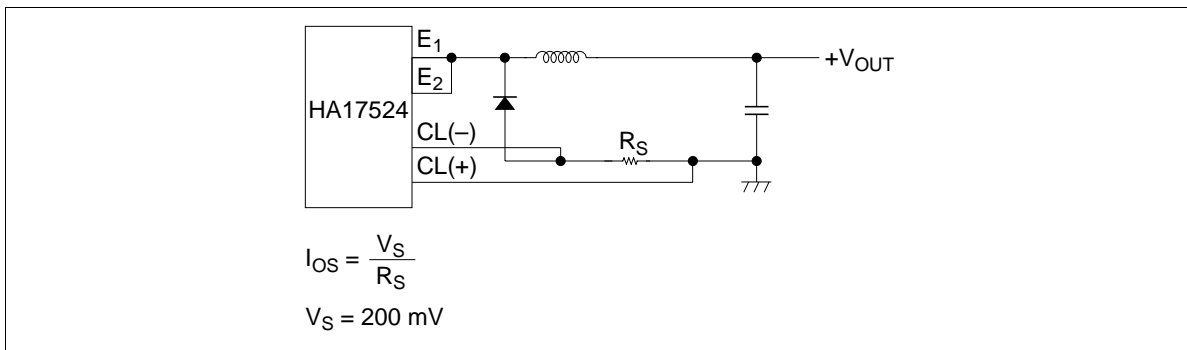 E1
E2
HA17524
CL(–)
CL(+)
RS
+VOUT
IOS = VS / RS
VS = 200 mV